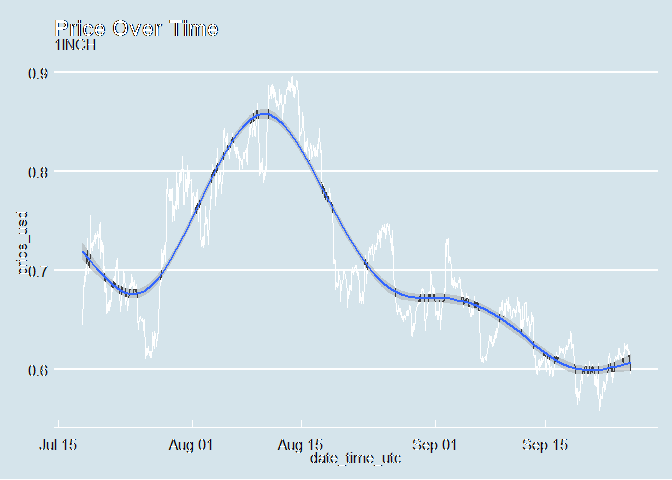 Price Over Time
1INCH
0.9
0.8
price_usd
0.7
0.6
Jul 15 Aug 01 Aug 15 Sep 01 Sep 15
date_time_utc